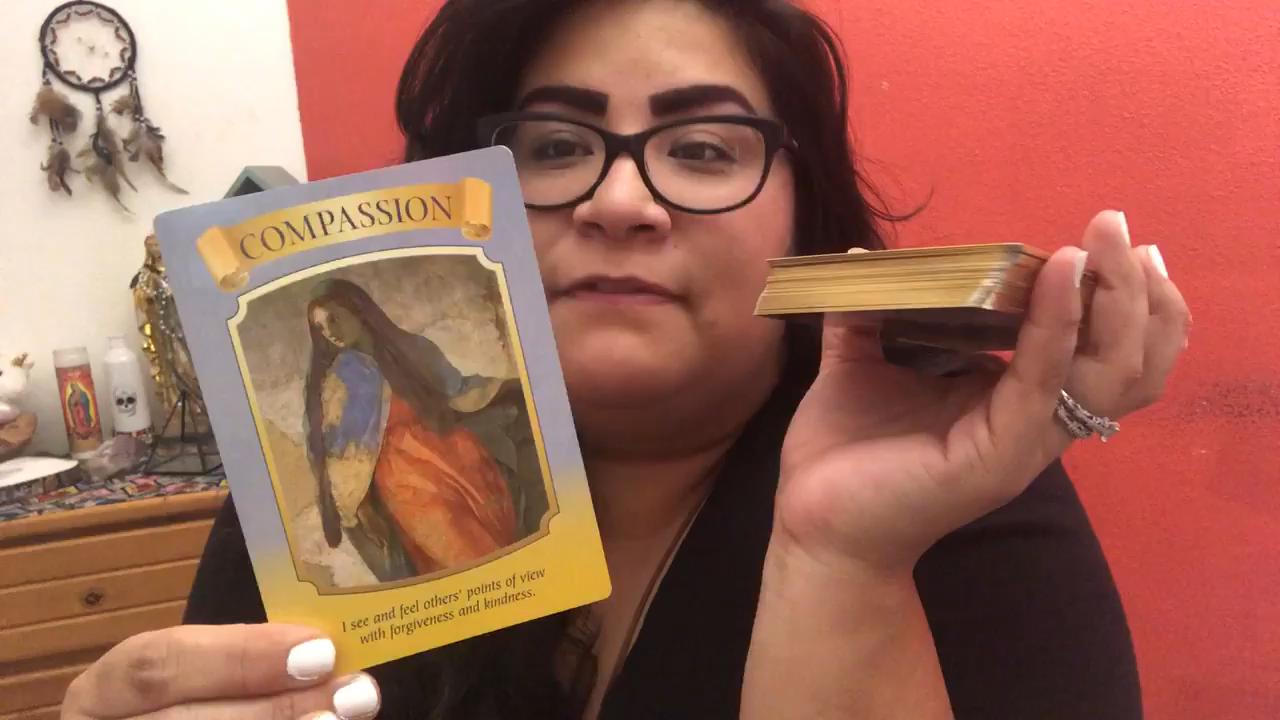 COMPASSION
I see and feel others' points of view
with forgiveness and kindness.